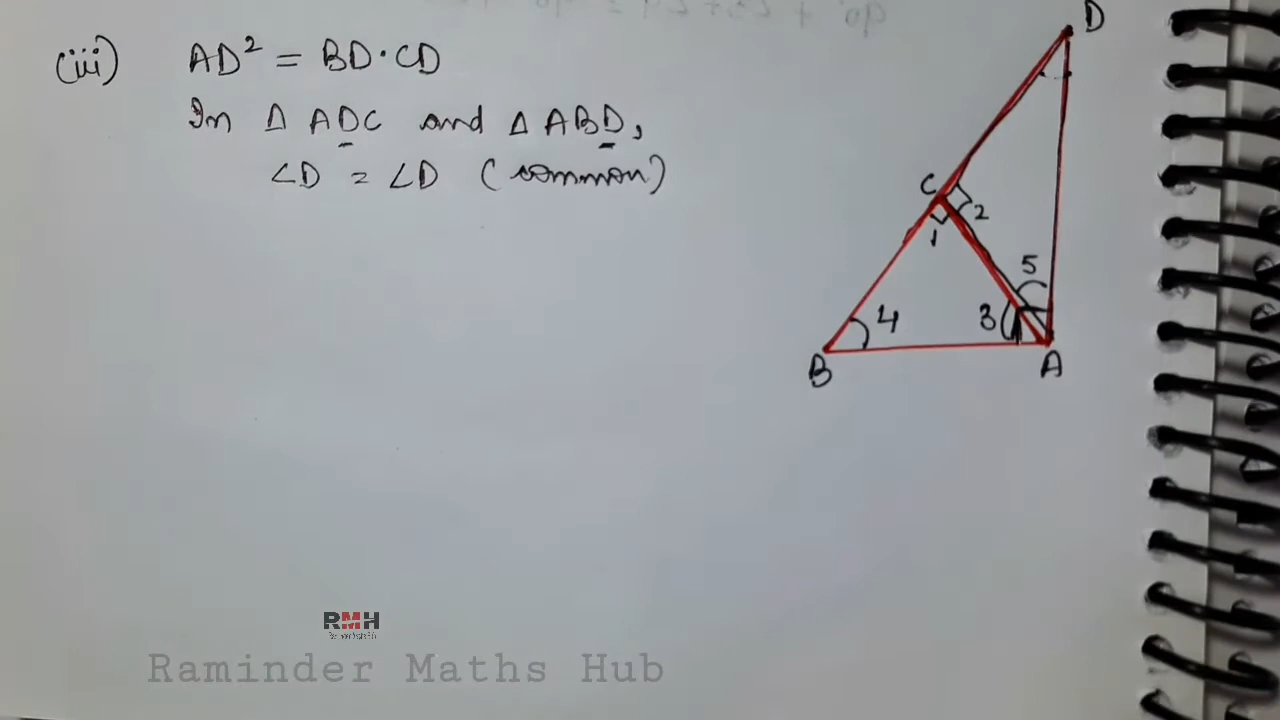 (iii) AD² = BD·CD
In Δ ADC and Δ ABD,
∠D = ∠D (common)
D
C
2
1
5
4
3
B
A
RMH
Raminder Maths Hub